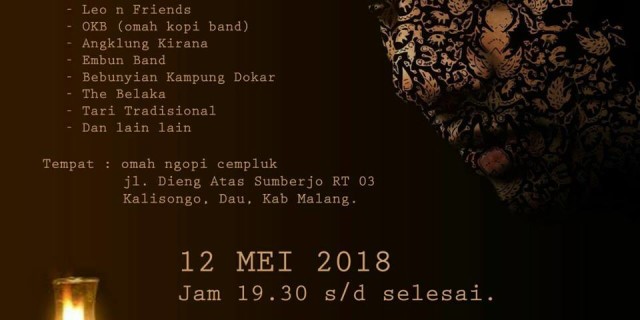 - Leo n Friends
- OKB (omah kopi band)
- Angklung Kirana
- Embun Band
- Bebunyian Kampung Dokar
- The Belaka
- Tari Tradisional
- Dan lain lain
Tempat : omah ngopi cempluk
jl. Dieng Atas Sumberjo RT 03
Kalisongo, Dau, Kab Malang.
12 MEI 2018
Jam 19.30 s/d selesai.